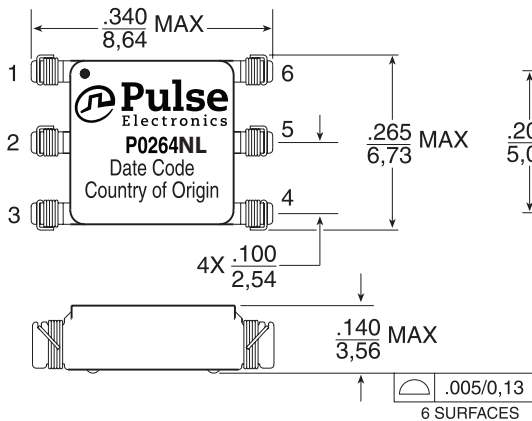 .340
8,64 MAX
1
6
Pulse
Electronics
2
5
P0264NL
.265
6,73 MAX
Date Code
Country of Origin
3
4
4X .100
2,54
.140
3,56 MAX
.005/0,13
6 SURFACES